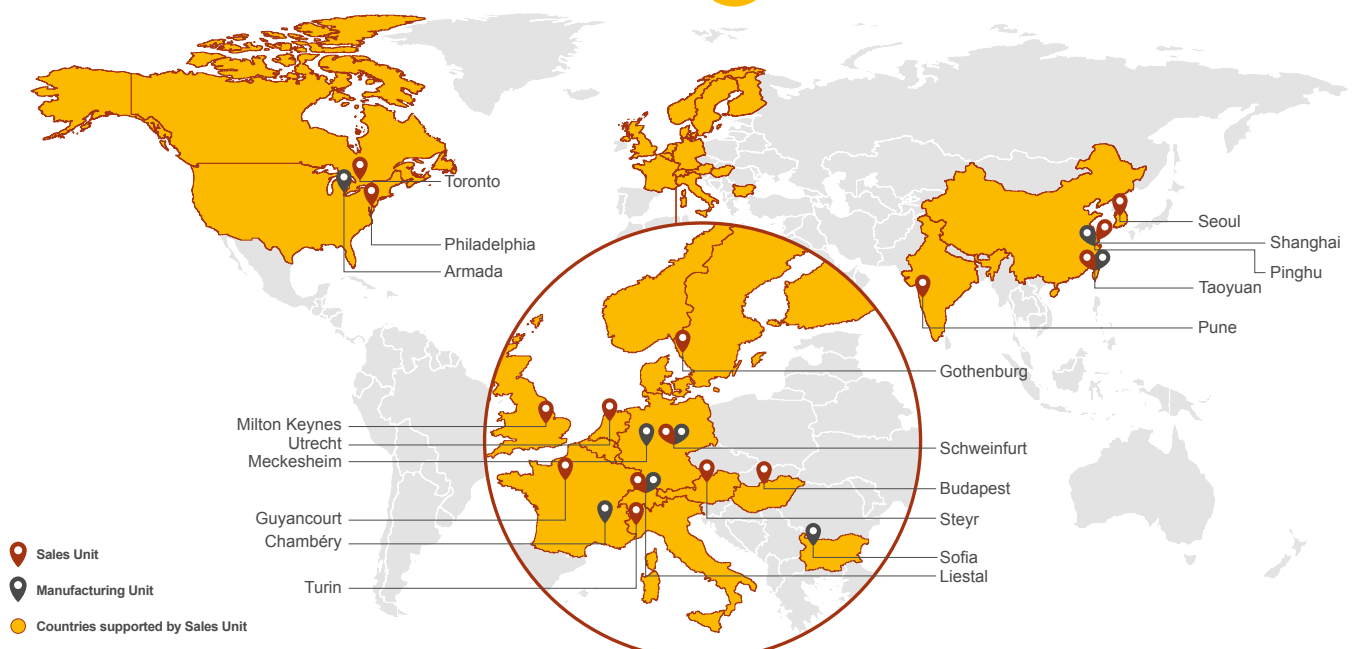 Toronto
Philadelphia
Armada
Seoul
Shanghai
Pinghu
Taoyuan
Pune
Gothenburg
Milton Keynes
Utrecht
Meckesheim
Schweinfurt
Budapest
Guyancourt
Steyr
Chambéry
Sofia
Liestal
Turin
Sales Unit
Manufacturing Unit
Countries supported by Sales Unit